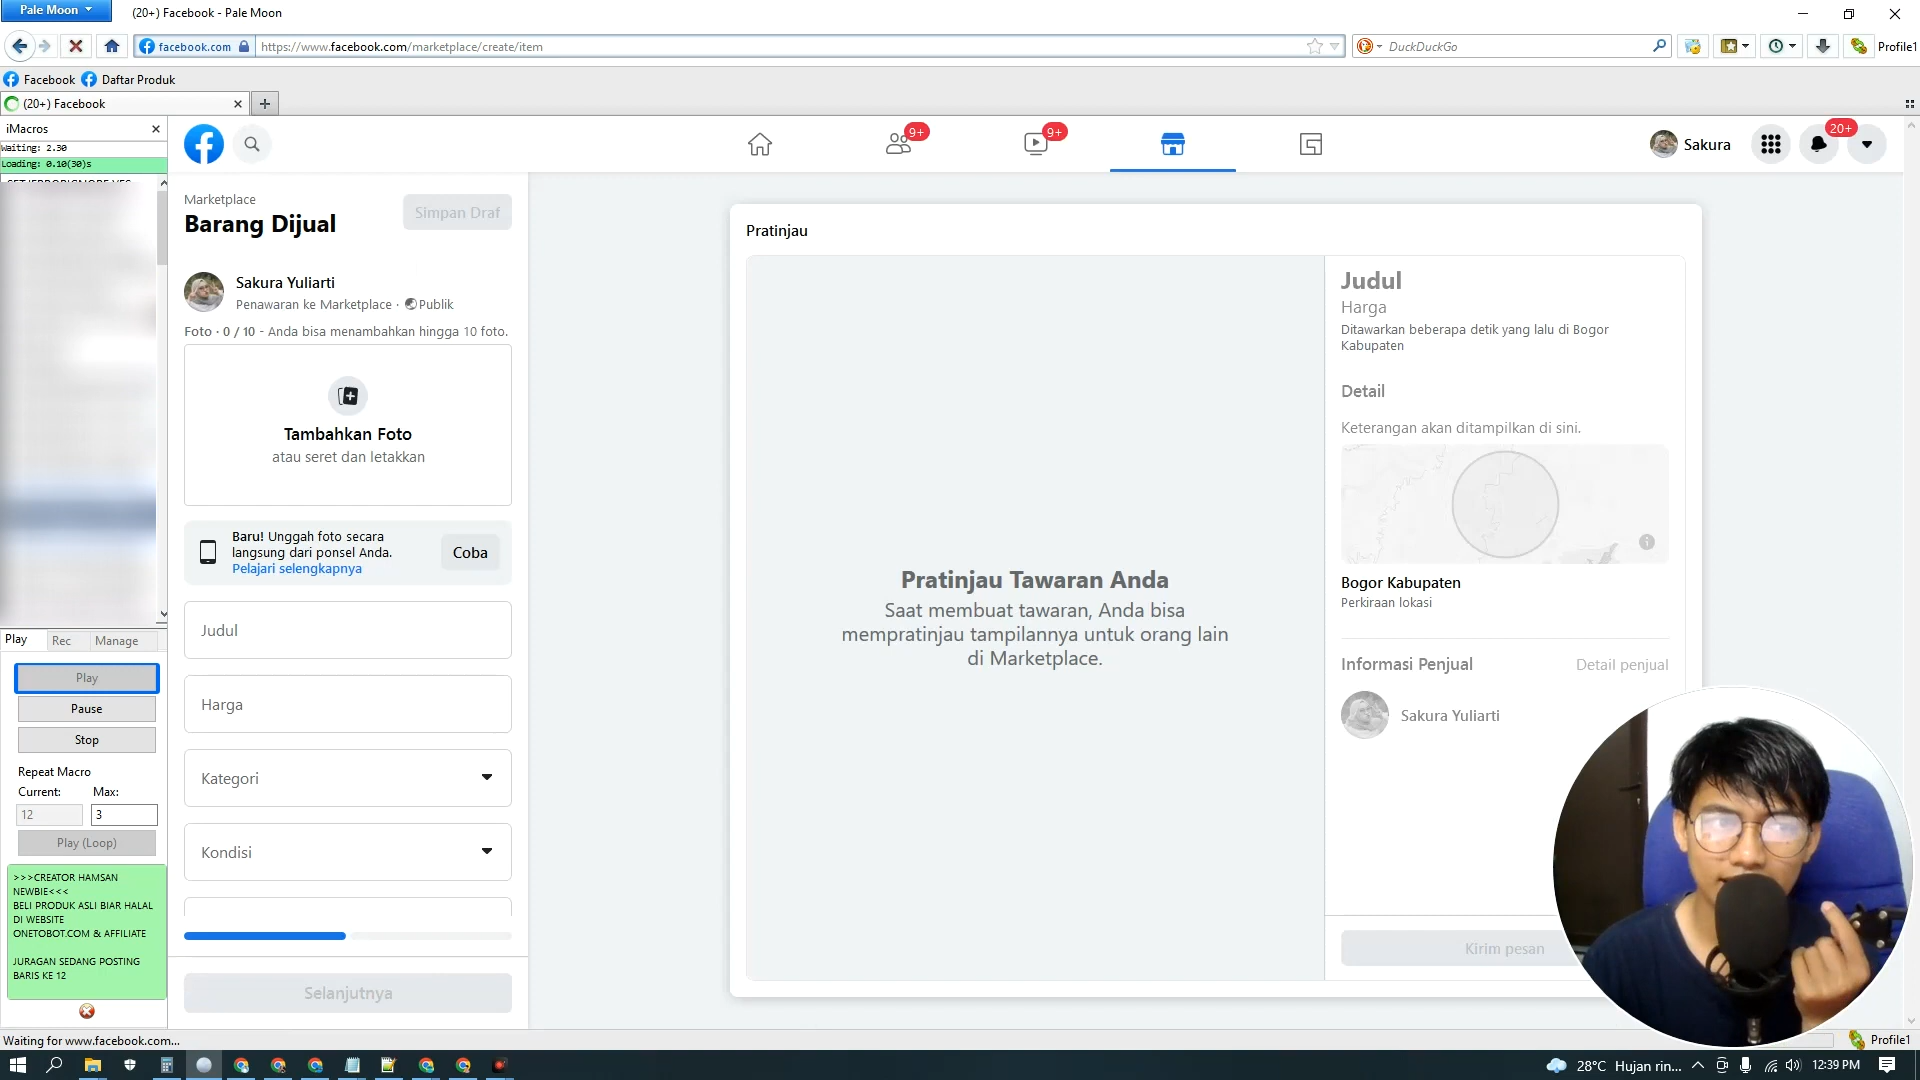 Pale Moon
(20+) Facebook - Pale Moon
facebook.com
https://www.facebook.com/marketplace/create/item
DuckDuckGo
Profile1
Facebook
Daftar Produk
(20+) Facebook
iMacros
Waiting: 2.30
Loading: 0.10(30)s
9+
9+
Sakura
20+
Marketplace
Barang Dijual
Simpan Draf
Sakura Yuliarti
Penawaran ke Marketplace · Publik
Foto · 0 / 10 - Anda bisa menambahkan hingga 10 foto.
Tambahkan Foto
atau seret dan letakkan
Baru! Unggah foto secara
langsung dari ponsel Anda.
Pelajari selengkapnya
Coba
Judul
Harga
Kategori
Kondisi
Selanjutnya
Pratinjau
Pratinjau Tawaran Anda
Saat membuat tawaran, Anda bisa
mempratinjau tampilannya untuk orang lain
di Marketplace.
Judul
Harga
Ditawarkan beberapa detik yang lalu di Bogor
Kabupaten
Detail
Keterangan akan ditampilkan di sini.
Bogor Kabupaten
Perkiraan lokasi
Informasi Penjual
Detail penjual
Sakura Yuliarti
Kirim pesan
Play
Rec
Manage
Play
Pause
Stop
Repeat Macro
Current:
Max:
12
3
Play (Loop)
>>>CREATOR HAMSAN
NEWBIE<<<
BELI PRODUK ASLI BIAR HALAL
DI WEBSITE
ONETOBOT.COM & AFFILIATE
JURAGAN SEDANG POSTING
BARIS KE 12
Waiting for www.facebook.com...
Profile1
28°C Hujan rin...
12:39 PM